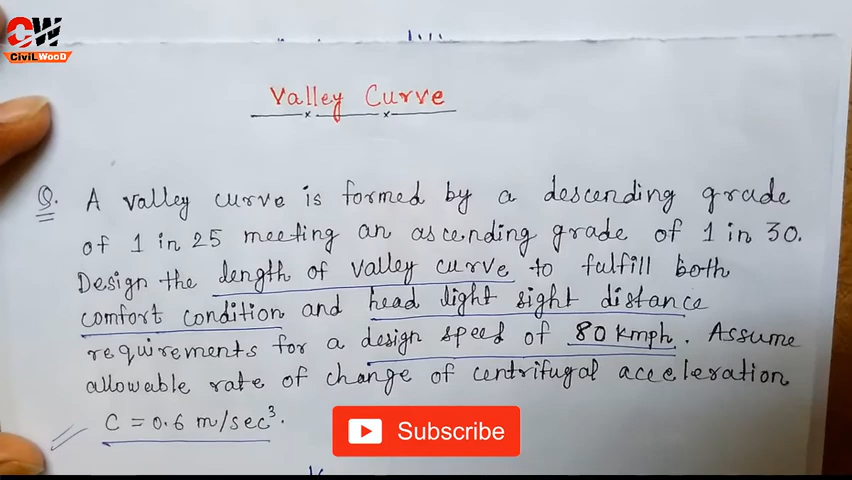 CW
CiViL WooD
Valley Curve
Q. A valley curve is formed by a descending grade
of 1 in 25 meeting an ascending grade of 1 in 30.
Design the length of valley curve to fulfill both
comfort condition and head light sight distance
requirements for a design speed of 80 kmph. Assume
allowable rate of change of centrifugal acceleration
C = 0.6 m/sec³.
Subscribe